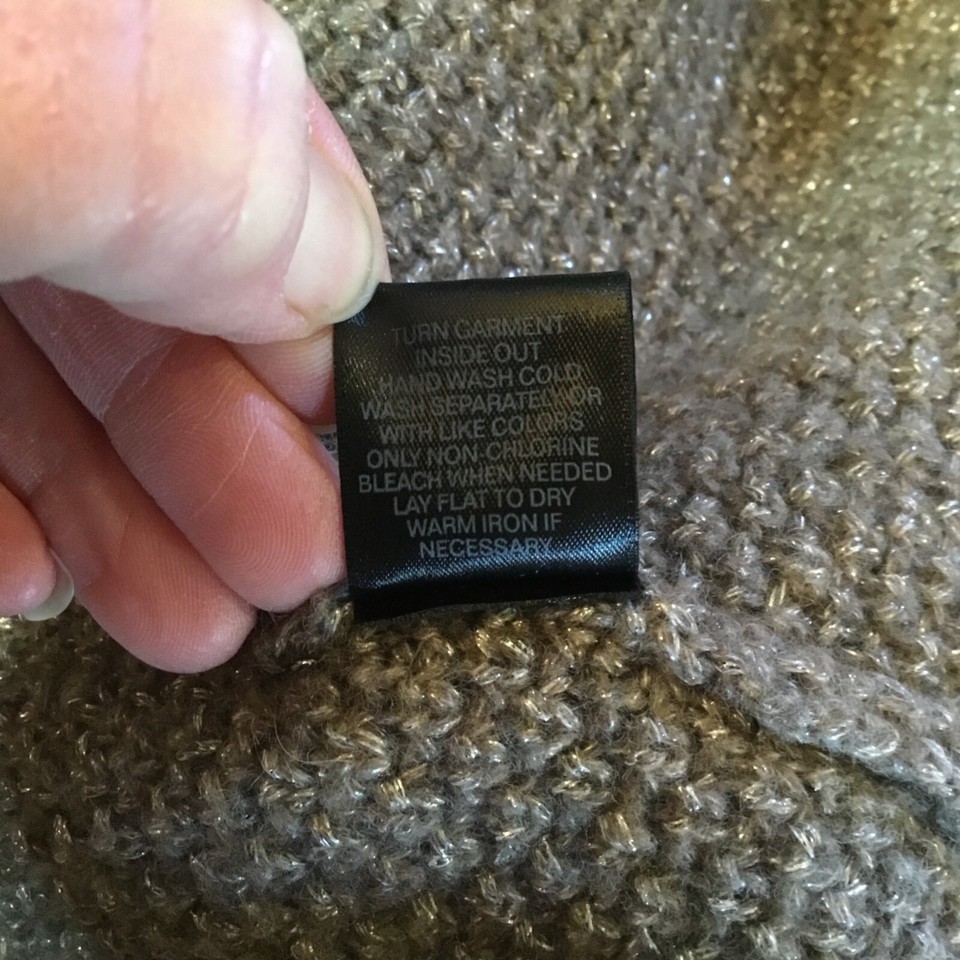 TURN GARMENT
INSIDE OUT
HAND WASH COLD
WASH SEPARATELY OR
WITH LIKE COLORS
ONLY NON-CHLORINE
BLEACH WHEN NEEDED
LAY FLAT TO DRY
WARM IRON IF
NECESSARY